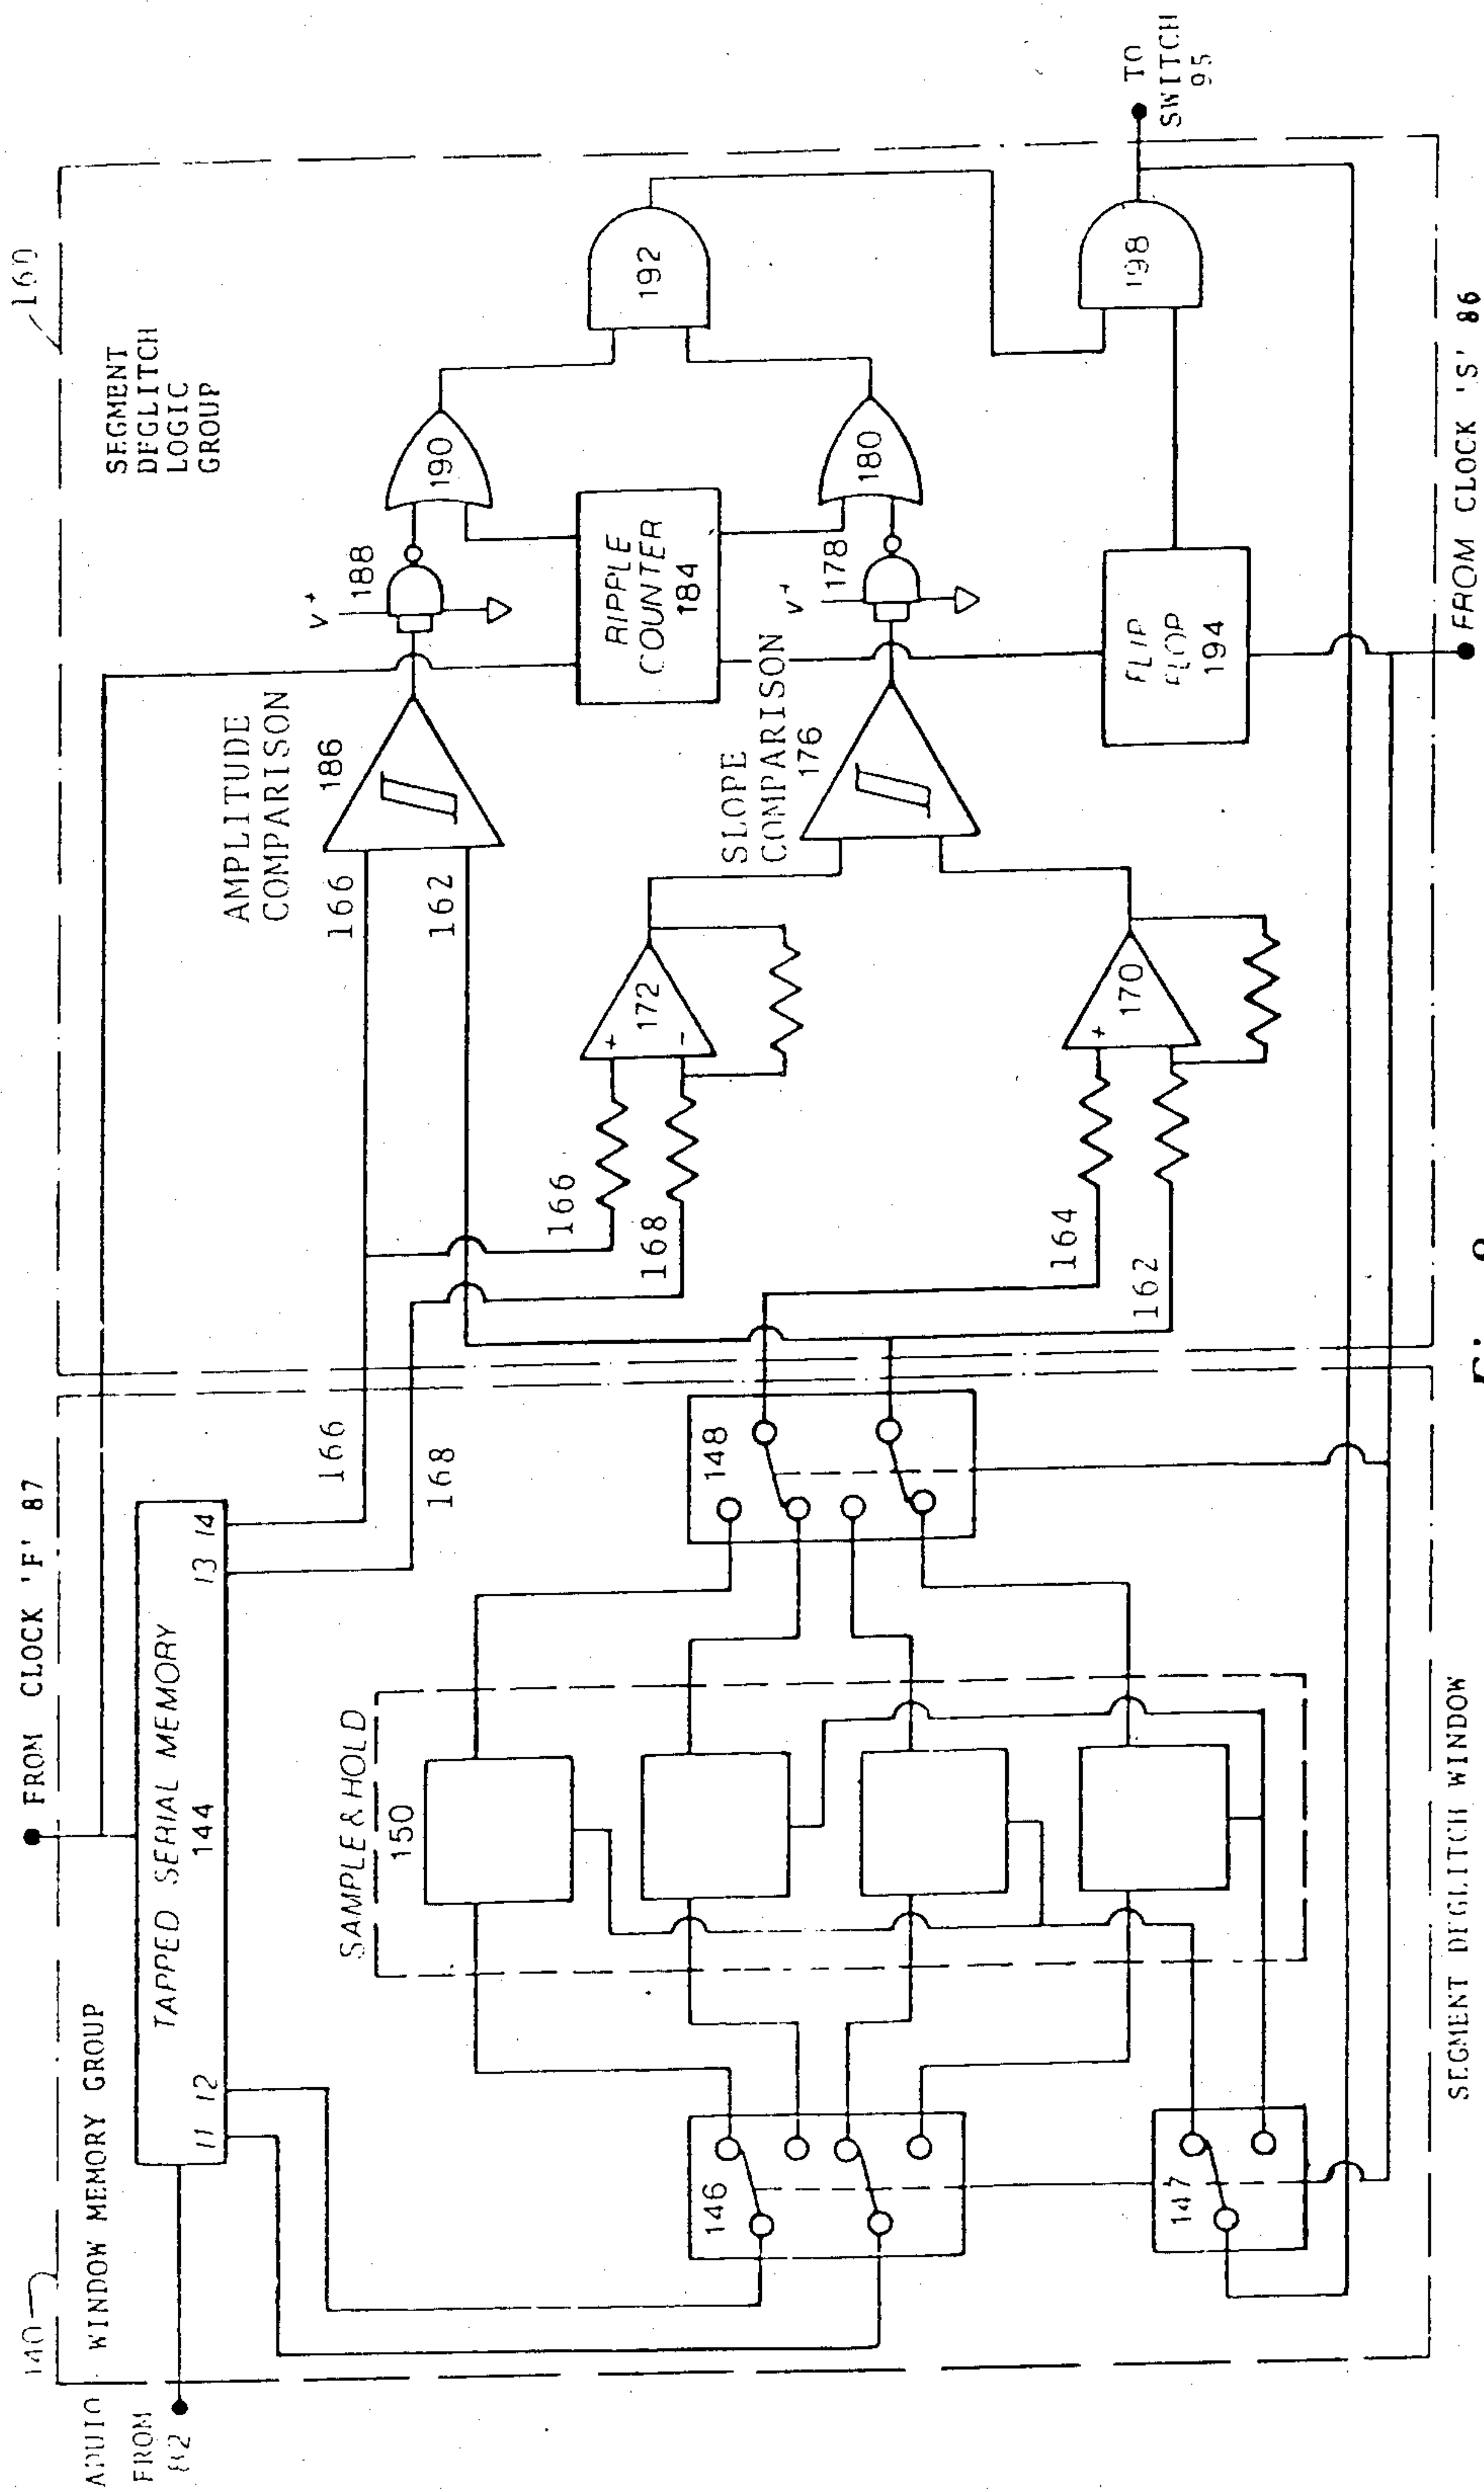 140
WINDOW MEMORY GROUP
FROM CLOCK 'F' 87
160
FROM
TAPPED SERIAL MEMORY
144
11
12
13
14
166
168
SAMPLE & HOLD
150
146
147
148
SEGMENT
DEGLITCH
LOGIC
GROUP
AMPLITUDE
COMPARISON
166
162
186
V+
188
190
166
168
172
+
-
SLOPE
COMPARISON
176
V+
178
180
RIPPLE
COUNTER
184
192
164
162
170
+
FLIP
FLOP
194
198
TO
SWITCH
95
SEGMENT DEGLITCH WINDOW
FROM CLOCK 'S' 86